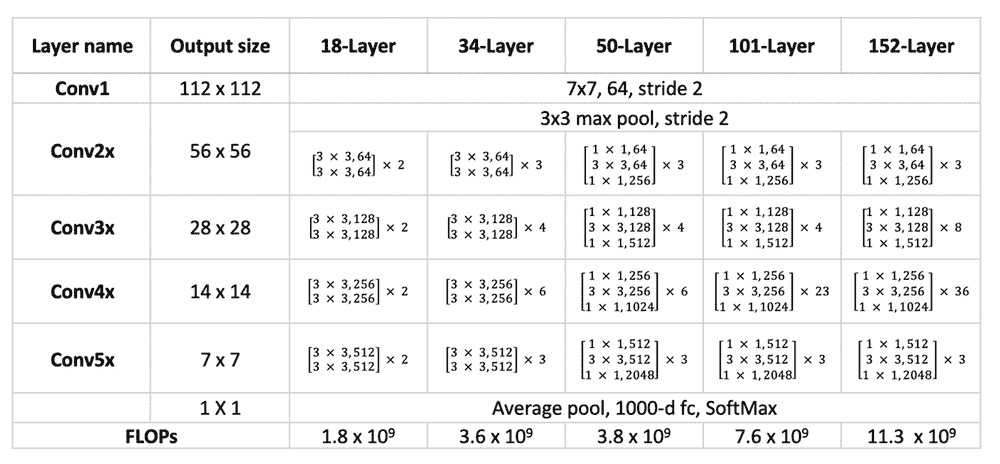 Layer name Output size 18-Layer 34-Layer 50-Layer 101-Layer 152-Layer
Conv1 112 x 112 7x7, 64, stride 2
3x3 max pool, stride 2
Conv2x 56 x 56
[3 × 3, 64
3 × 3, 64] × 2
[3 × 3, 64
3 × 3, 64] × 3
[1 × 1, 64
3 × 3, 64
1 × 1, 256] × 3
[1 × 1, 64
3 × 3, 64
1 × 1, 256] × 3
[1 × 1, 64
3 × 3, 64
1 × 1, 256] × 3
Conv3x 28 x 28
[3 × 3, 128
3 × 3, 128] × 2
[3 × 3, 128
3 × 3, 128] × 4
[1 × 1, 128
3 × 3, 128
1 × 1, 512] × 4
[1 × 1, 128
3 × 3, 128
1 × 1, 512] × 4
[1 × 1, 128
3 × 3, 128
1 × 1, 512] × 8
Conv4x 14 x 14
[3 × 3, 256
3 × 3, 256] × 2
[3 × 3, 256
3 × 3, 256] × 6
[1 × 1, 256
3 × 3, 256
1 × 1, 1024] × 6
[1 × 1, 256
3 × 3, 256
1 × 1, 1024] × 23
[1 × 1, 256
3 × 3, 256
1 × 1, 1024] × 36
Conv5x 7 x 7
[3 × 3, 512
3 × 3, 512] × 2
[3 × 3, 512
3 × 3, 512] × 3
[1 × 1, 512
3 × 3, 512
1 × 1, 2048] × 3
[1 × 1, 512
3 × 3, 512
1 × 1, 2048] × 3
[1 × 1, 512
3 × 3, 512
1 × 1, 2048] × 3
1 X 1 Average pool, 1000-d fc, SoftMax
FLOPs 1.8 x 10⁹ 3.6 x 10⁹ 3.8 x 10⁹ 7.6 x 10⁹ 11.3 x 10⁹